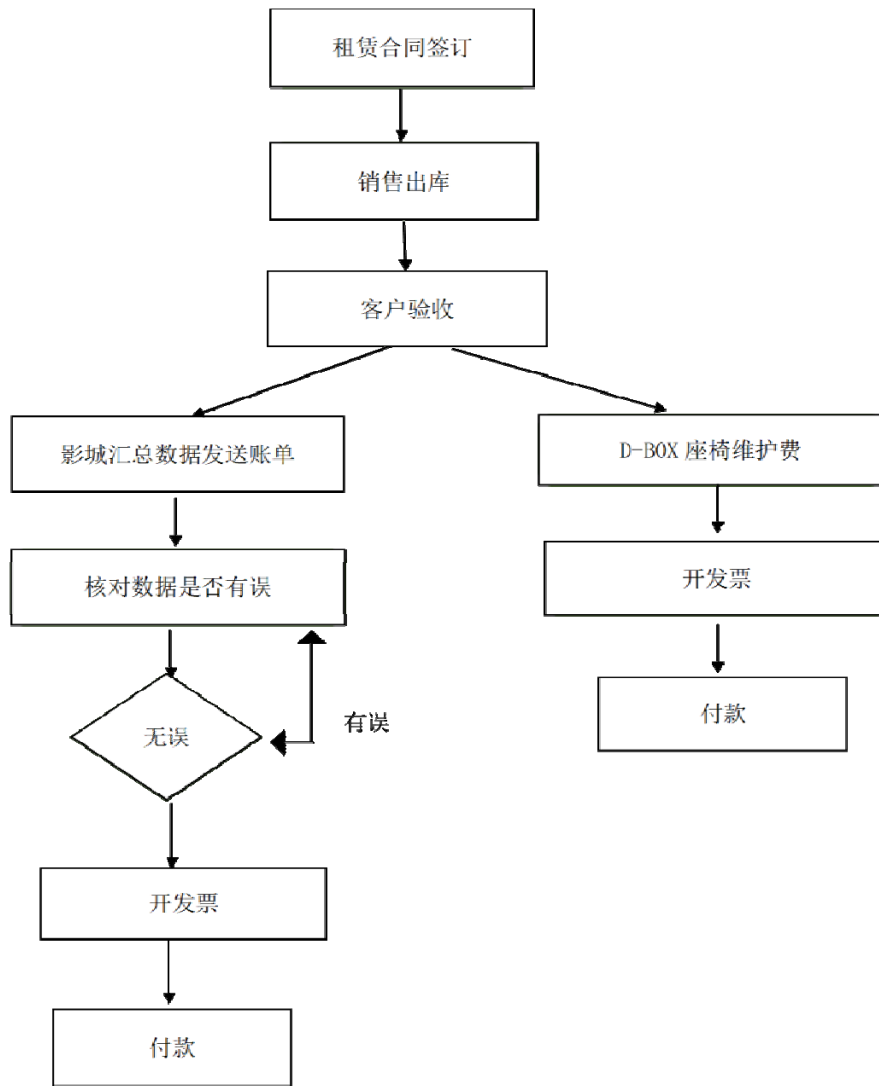 租赁合同签订
销售出库
客户验收
影城汇总数据发送账单
D-BOX 座椅维护费
核对数据是否有误
开发票
无误
有误
付款
开发票
付款